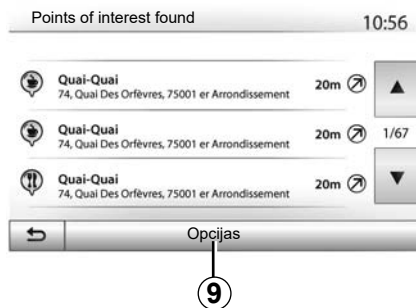 Points of interest found 10:56
Quai-Quai
74, Quai Des Orfèvres, 75001 er Arrondissement
20m
Quai-Quai
74, Quai Des Orfèvres, 75001 er Arrondissement
20m
1/67
Quai-Quai
74, Quai Des Orfèvres, 75001 er Arrondissement
20m
Opcijas
9